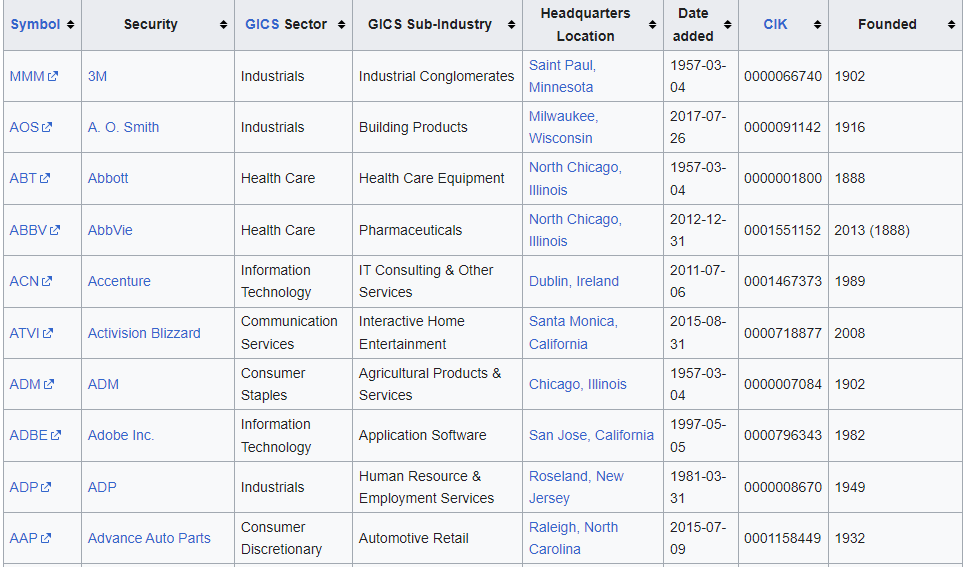 Symbol Security GICS Sector GICS Sub-Industry Headquarters Location Date added CIK Founded
MMM 3M Industrials Industrial Conglomerates Saint Paul, Minnesota 1957-03-04 0000066740 1902
AOS A. O. Smith Industrials Building Products Milwaukee, Wisconsin 2017-07-26 0000091142 1916
ABT Abbott Health Care Health Care Equipment North Chicago, Illinois 1957-03-04 0000001800 1888
ABBV AbbVie Health Care Pharmaceuticals North Chicago, Illinois 2012-12-31 0001551152 2013 (1888)
ACN Accenture Information Technology IT Consulting & Other Services Dublin, Ireland 2011-07-06 0001467373 1989
ATVI Activision Blizzard Communication Services Interactive Home Entertainment Santa Monica, California 2015-08-31 0000718877 2008
ADM ADM Consumer Staples Agricultural Products & Services Chicago, Illinois 1957-03-04 0000007084 1902
ADBE Adobe Inc. Information Technology Application Software San Jose, California 1997-05-05 0000796343 1982
ADP ADP Industrials Human Resource & Employment Services Roseland, New Jersey 1981-03-31 0000008670 1949
AAP Advance Auto Parts Consumer Discretionary Automotive Retail Raleigh, North Carolina 2015-07-09 0001158449 1932